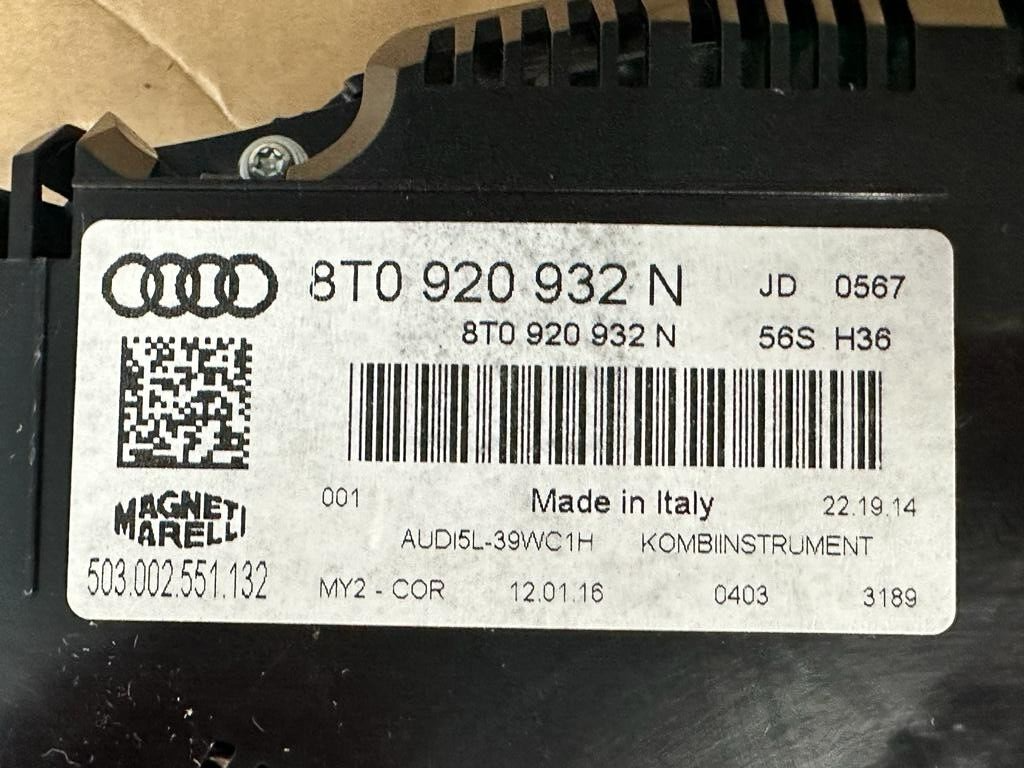 8T0 920 932 N JD 0567
8T0 920 932 N 56S H36
MAGNETI
MARELLI
503.002.551.132
001 Made in Italy 22.19.14
AUDI5L-39WC1H KOMBIINSTRUMENT
MY2 - COR 12.01.16 0403 3189